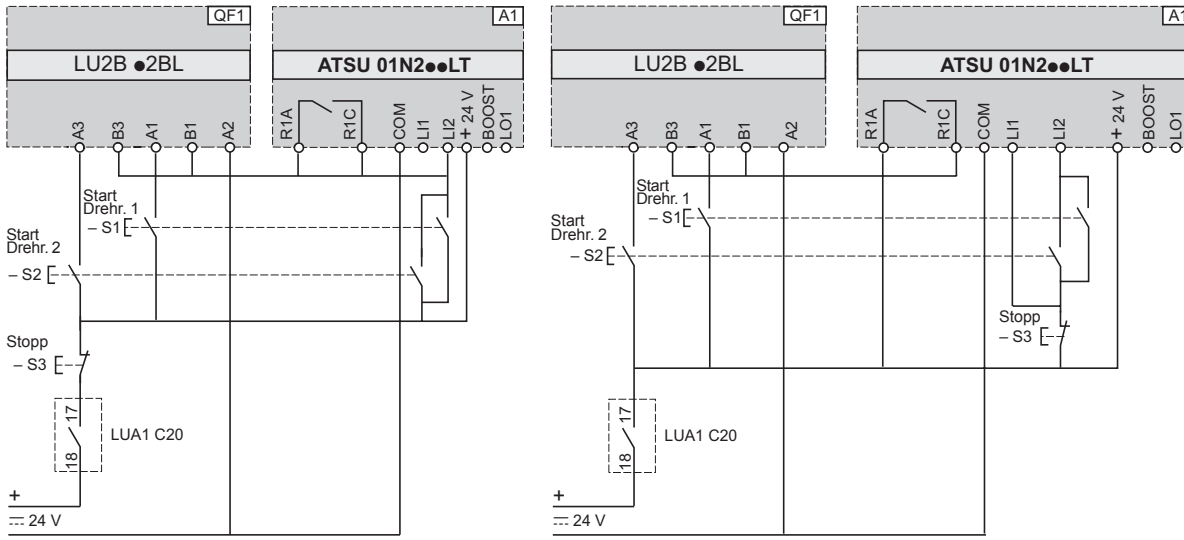 QF1
A1
QF1
A1
LU2B ●2BL
ATSU 01N2●●LT
LU2B ●2BL
ATSU 01N2●●LT
A3
B3
A1
B1
A2
R1A
R1C
COM
LI1
LI2
+ 24 V
BOOST
LO1
A3
B3
A1
B1
A2
R1A
R1C
COM
LI1
LI2
+ 24 V
BOOST
LO1
Start
Drehr. 1
– S1
Start
Drehr. 2
– S2
Stopp
– S3
17
18
LUA1 C20
+
24 V
Start
Drehr. 1
– S1
Start
Drehr. 2
– S2
Stopp
– S3
17
18
LUA1 C20
+
24 V